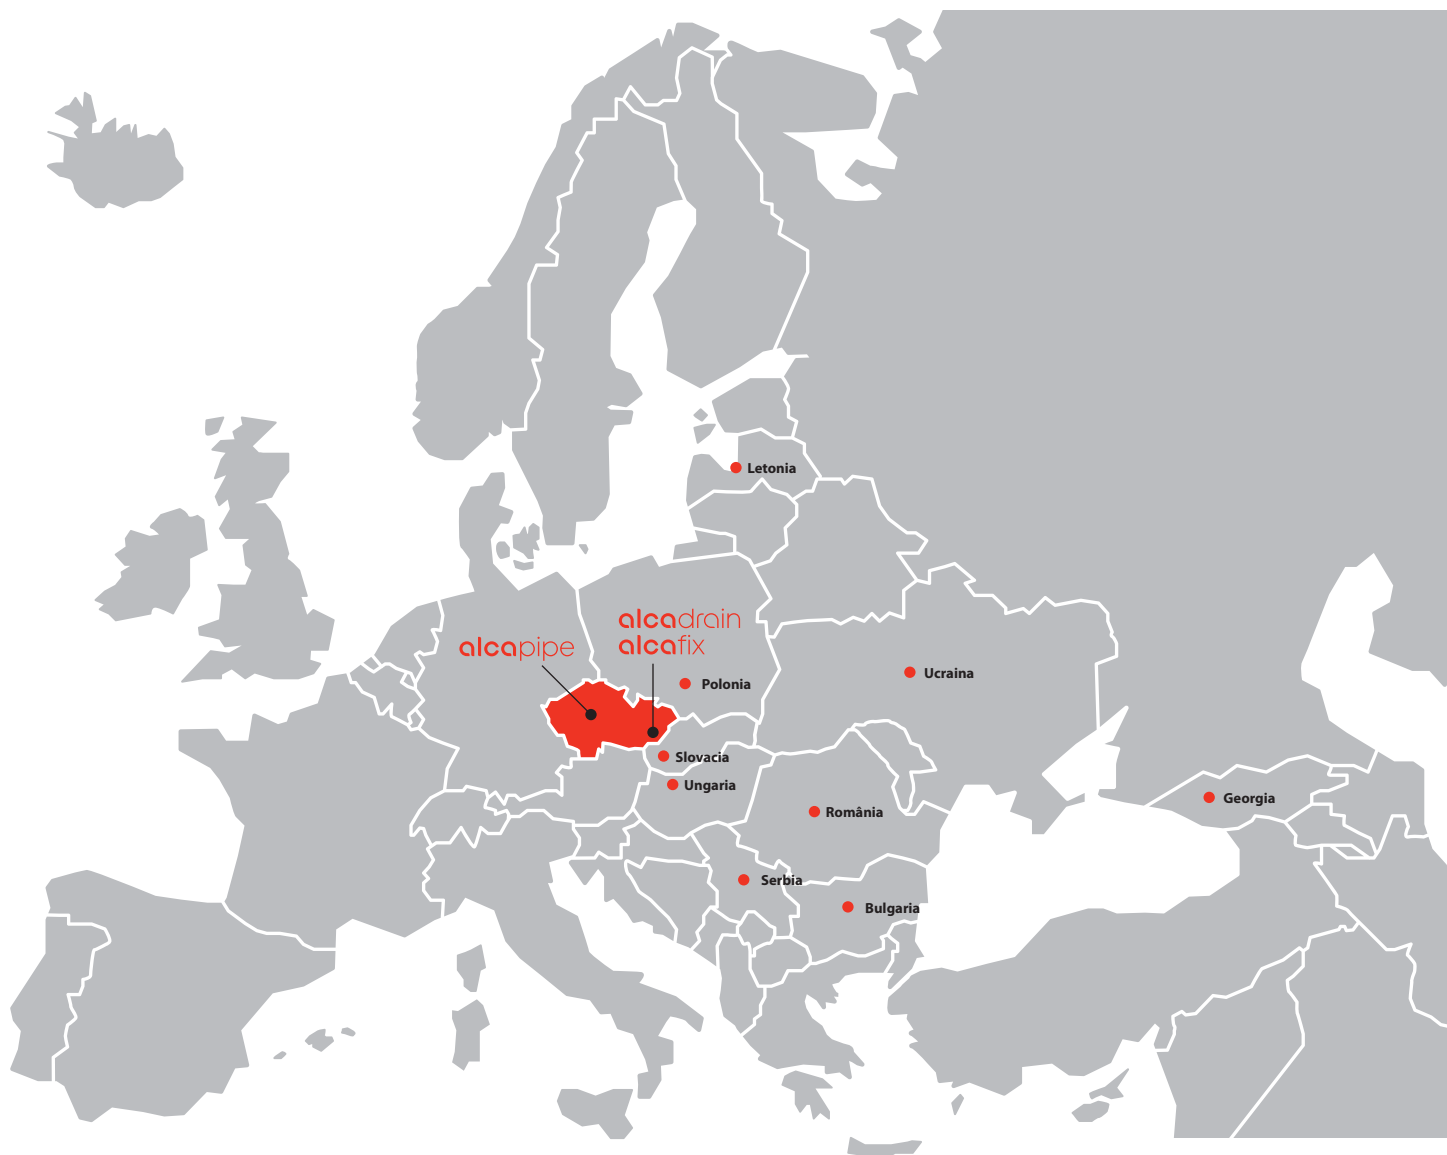 Letonia
alcadrain
alcafix
alcapipe
Polonia
Ucraina
Slovacia
Ungaria
Georgia
România
Serbia
Bulgaria